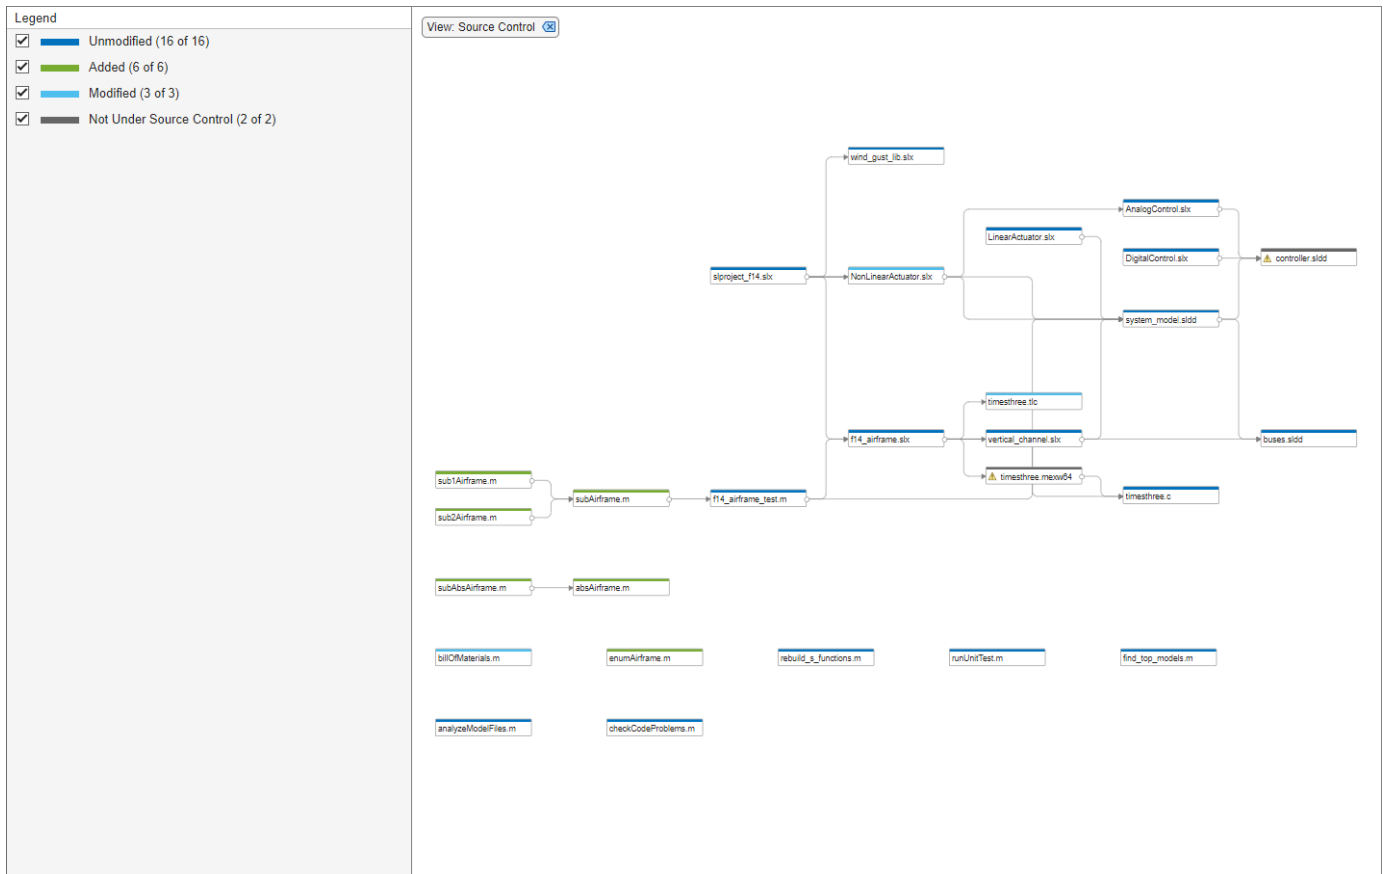 Legend
Unmodified (16 of 16)
Added (6 of 6)
Modified (3 of 3)
Not Under Source Control (2 of 2)
View: Source Control
wind_gust_lib.slx
AnalogControl.slx
LinearActuator.slx
DigitalControl.slx
controller.sldd
slproject_f14.slx
NonLinearActuator.slx
system_model.sldd
timesthree.tlc
f14_airframe.slx
vertical_channel.slx
buses.sldd
sub1Airframe.m
timesthree.mexw64
subAirframe.m
f14_airframe_test.m
timesthree.c
sub2Airframe.m
subAbsAirframe.m
absAirframe.m
billOfMaterials.m
enumAirframe.m
rebuild_s_functions.m
runUnitTest.m
find_top_models.m
analyzeModelFiles.m
checkCodeProblems.m